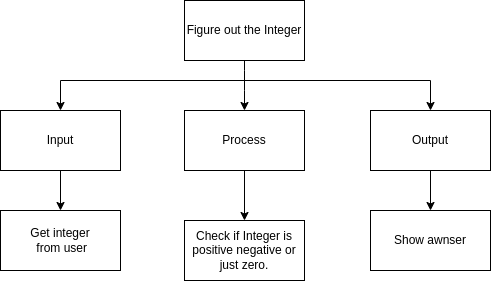 Figure out the Integer
Input
Process
Output
Get integer
from user
Check if Integer is
positive negative or
just zero.
Show awnser